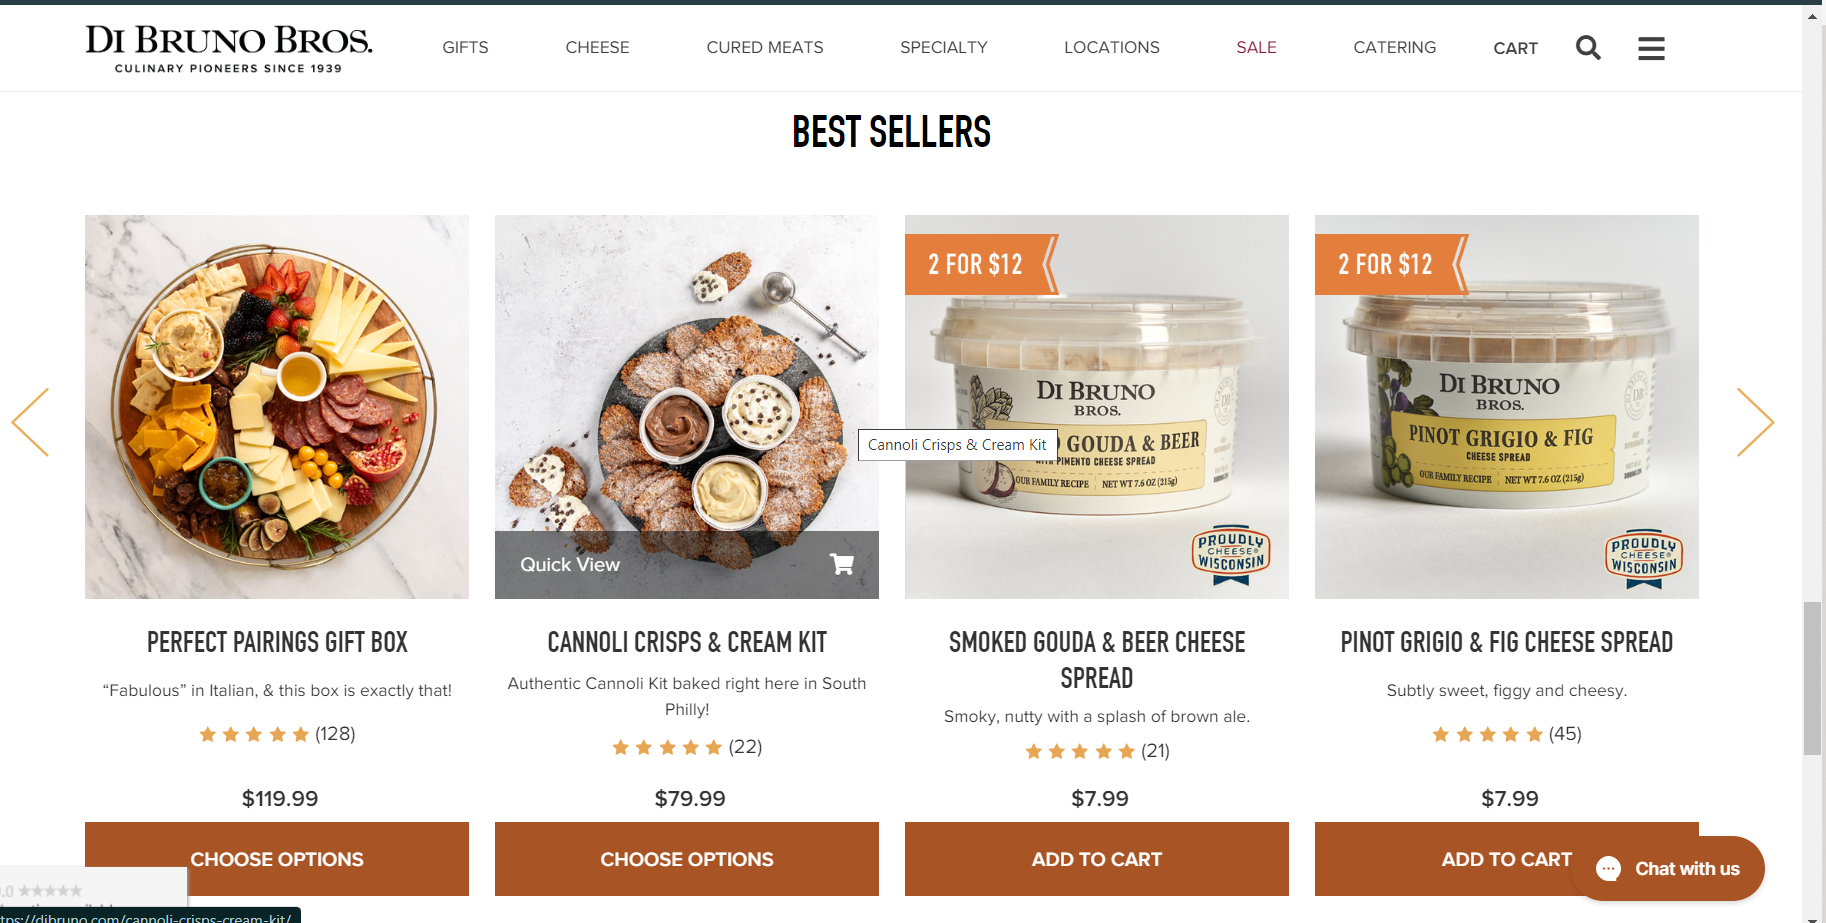 DI BRUNO BROS.
CULINARY PIONEERS SINCE 1939
GIFTS
CHEESE
CURED MEATS
SPECIALTY
LOCATIONS
SALE
CATERING
CART
BEST SELLERS
2 FOR $12
DI BRUNO
BROS.
GOUDA & BEER
PIMENTO CHEESE SPREAD
OUR FAMILY RECIPE
NET WT 7.6 OZ (215g)
PROUDLY
CHEESE®
WISCONSIN
2 FOR $12
DI BRUNO
BROS.
PINOT GRIGIO & FIG
CHEESE SPREAD
OUR FAMILY RECIPE
NET WT 7.6 OZ (215g)
PROUDLY
CHEESE®
WISCONSIN
Cannoli Crisps & Cream Kit
Quick View
PERFECT PAIRINGS GIFT BOX
“Fabulous” in Italian, & this box is exactly that!
(128)
$119.99
CHOOSE OPTIONS
CANNOLI CRISPS & CREAM KIT
Authentic Cannoli Kit baked right here in South
Philly!
(22)
$79.99
CHOOSE OPTIONS
SMOKED GOUDA & BEER CHEESE
SPREAD
Smoky, nutty with a splash of brown ale.
(21)
$7.99
ADD TO CART
PINOT GRIGIO & FIG CHEESE SPREAD
Subtly sweet, figgy and cheesy.
(45)
$7.99
ADD TO CART
Chat with us
.0
tps://dibruno.com/cannoli-crisps-cream-kit/